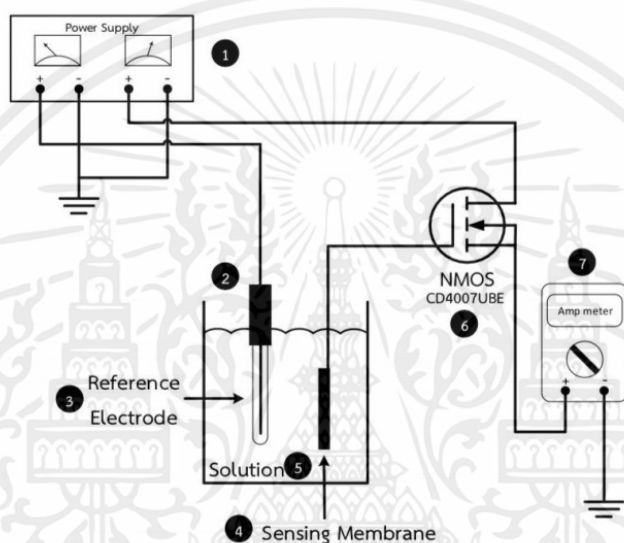 Power Supply
1
+ - + -
2
NMOS
CD4007UBE
6
7
Amp meter
+ -
3
Reference
Electrode
Solution 5
4 Sensing Membrane